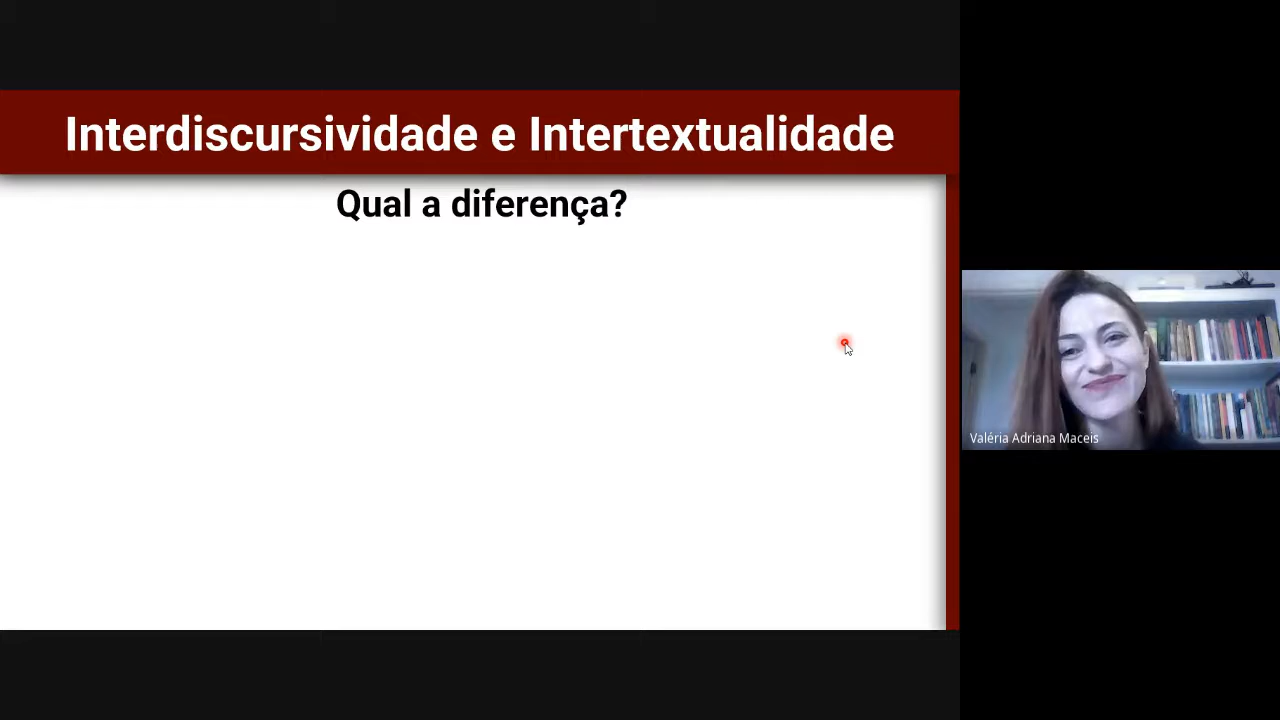 Interdiscursividade e Intertextualidade
Qual a diferença?
Valéria Adriana Maceis